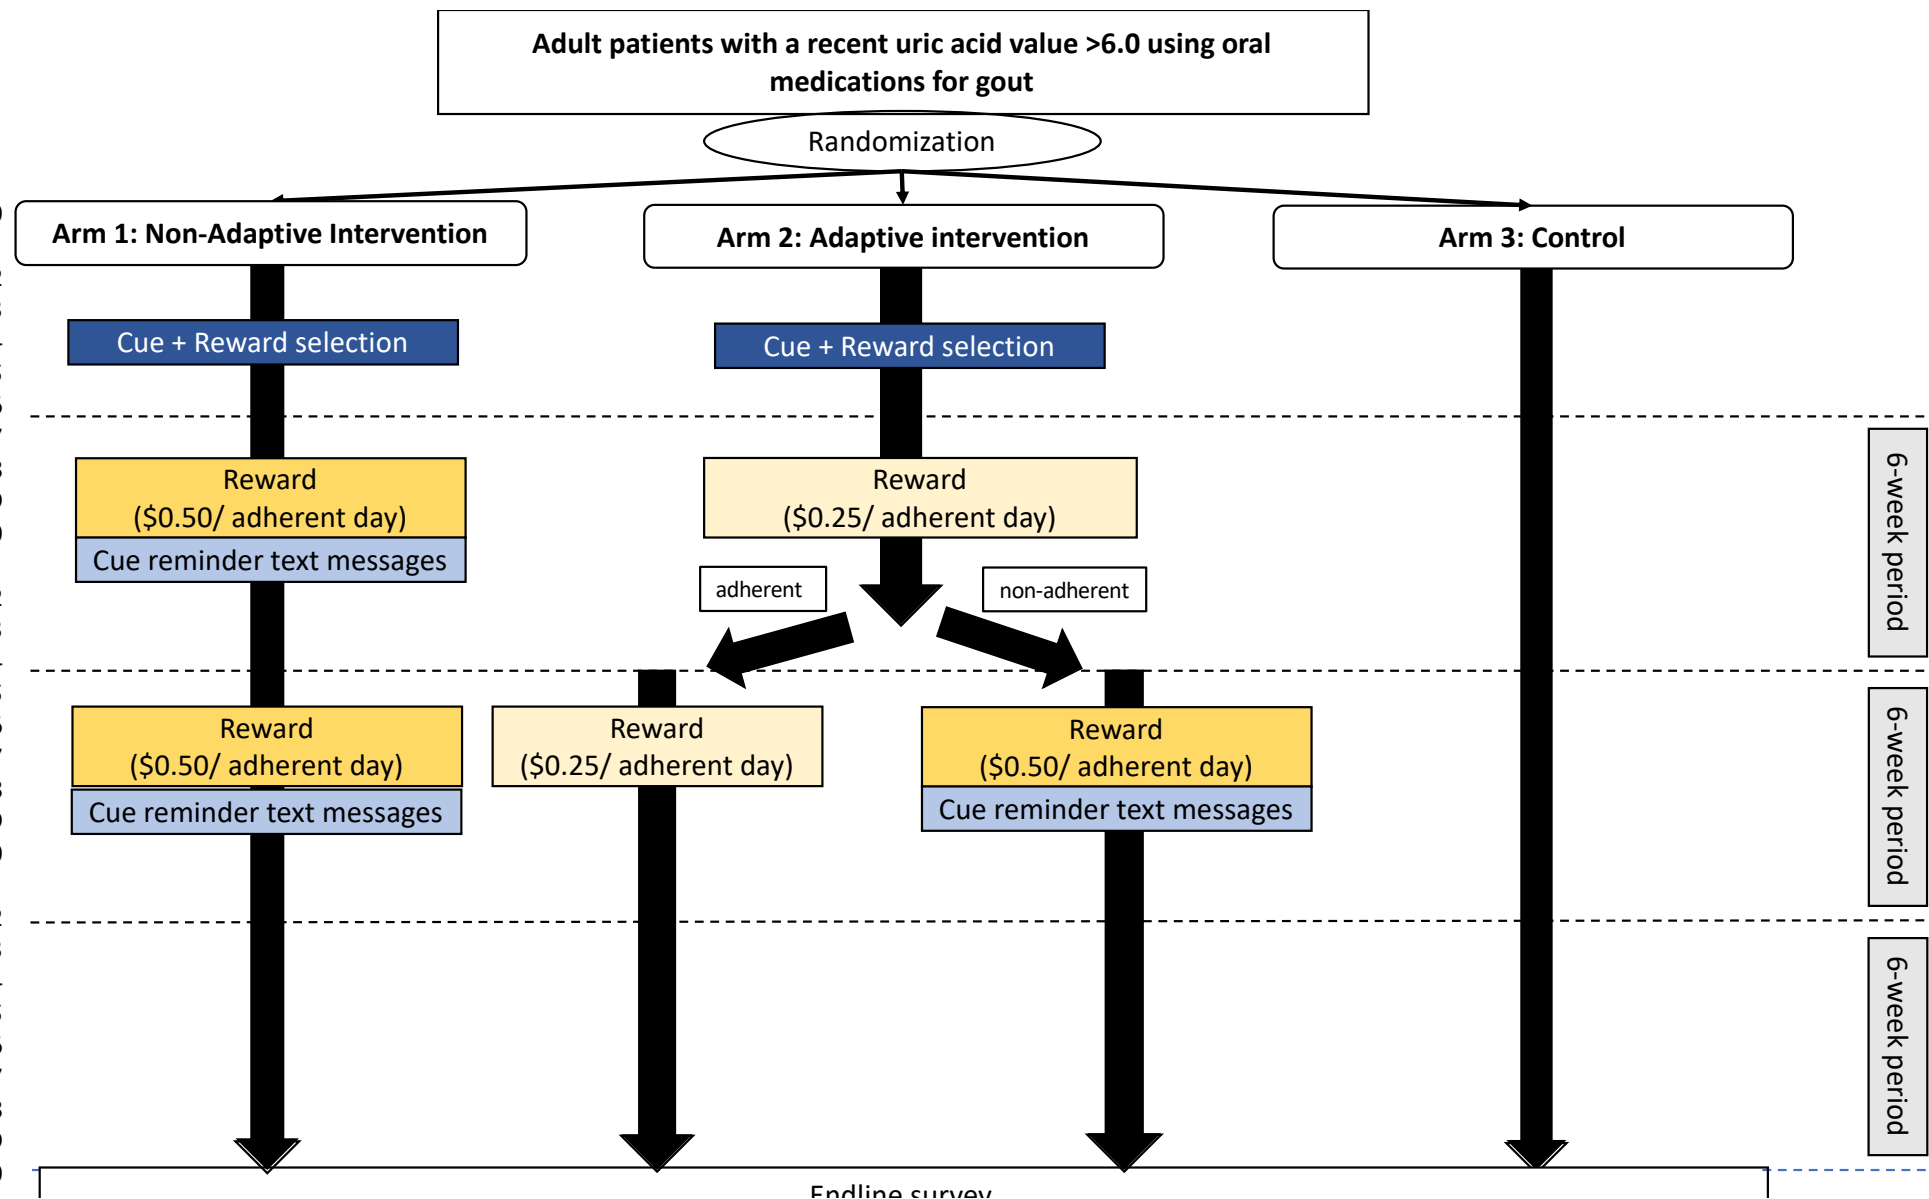 Adult patients with a recent uric acid value >6.0 using oral
medications for gout
Randomization
Arm 1: Non-Adaptive Intervention
Arm 2: Adaptive intervention
Arm 3: Control
Cue + Reward selection
Cue + Reward selection
Reward
($0.50/ adherent day)
Cue reminder text messages
Reward
($0.25/ adherent day)
6-week period
adherent
non-adherent
Reward
($0.50/ adherent day)
Cue reminder text messages
Reward
($0.25/ adherent day)
Reward
($0.50/ adherent day)
Cue reminder text messages
6-week period
6-week period
Endline survey